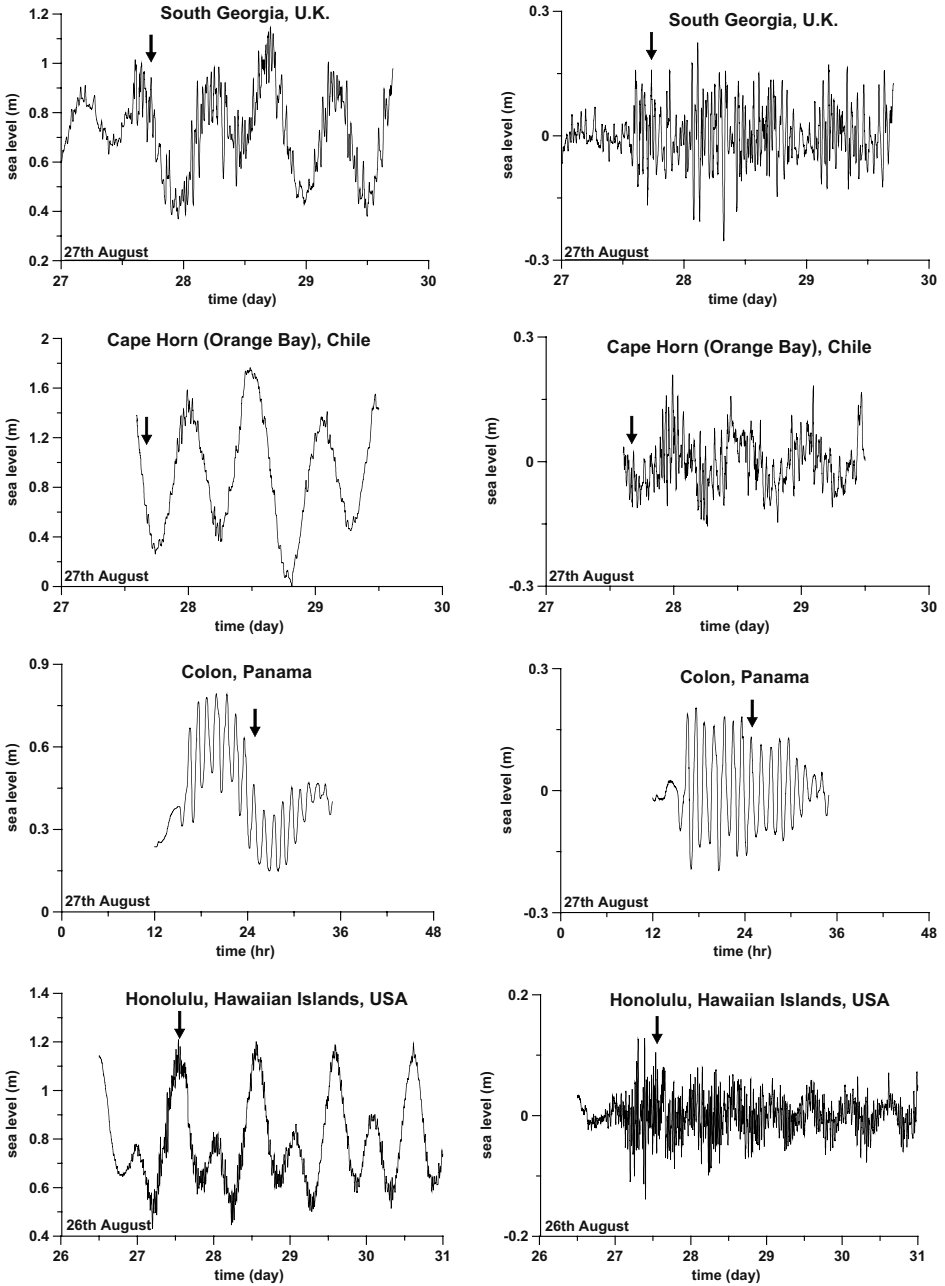 South Georgia, U.K.
1.2
1.0
0.8
0.6
0.4
0.2
sea level (m)
27th August
27
28
29
30
time (day)
South Georgia, U.K.
0.3
0
-0.3
sea level (m)
27th August
27
28
29
30
time (day)
Cape Horn (Orange Bay), Chile
2
1.6
1.2
0.8
0.4
0
sea level (m)
27th August
27
28
29
30
time (day)
Cape Horn (Orange Bay), Chile
0.3
0
-0.3
sea level (m)
27th August
27
28
29
30
time (day)
Colon, Panama
0.9
0.6
0.3
0
sea level (m)
27th August
0
12
24
36
48
time (hr)
Colon, Panama
0.3
0
-0.3
sea level (m)
27th August
0
12
24
36
48
time (hr)
Honolulu, Hawaiian Islands, USA
1.4
1.2
1
0.8
0.6
0.4
sea level (m)
26th August
26
27
28
29
30
31
time (day)
Honolulu, Hawaiian Islands, USA
0.2
0
-0.2
sea level (m)
26th August
26
27
28
29
30
31
time (day)